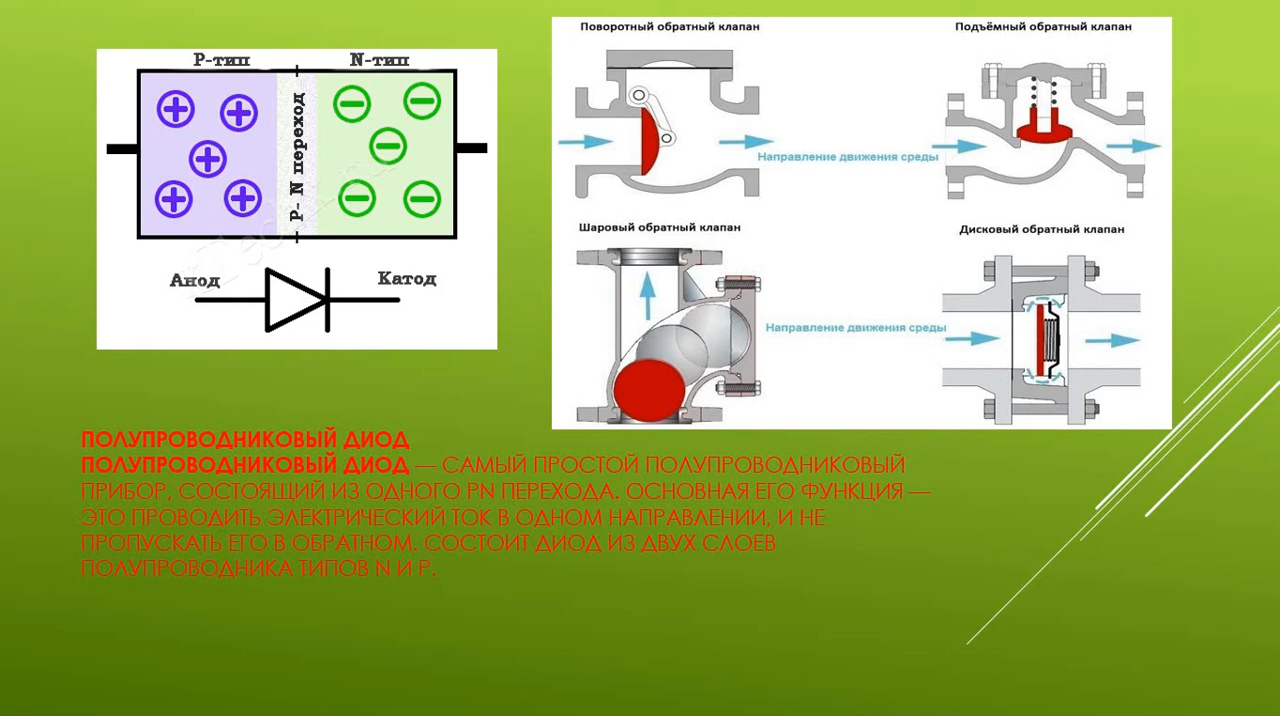 P-тип
N-тип
P- N переход
Анод
Катод
Поворотный обратный клапан
Подъёмный обратный клапан
Направление движения среды
Шаровый обратный клапан
Дисковый обратный клапан
Направление движения среды
ПОЛУПРОВОДНИКОВЫЙ ДИОД
ПОЛУПРОВОДНИКОВЫЙ ДИОД — САМЫЙ ПРОСТОЙ ПОЛУПРОВОДНИКОВЫЙ
ПРИБОР, СОСТОЯЩИЙ ИЗ ОДНОГО PN ПЕРЕХОДА. ОСНОВНАЯ ЕГО ФУНКЦИЯ —
ЭТО ПРОВОДИТЬ ЭЛЕКТРИЧЕСКИЙ ТОК В ОДНОМ НАПРАВЛЕНИИ, И НЕ
ПРОПУСКАТЬ ЕГО В ОБРАТНОМ. СОСТОИТ ДИОД ИЗ ДВУХ СЛОЕВ
ПОЛУПРОВОДНИКА ТИПОВ N И P.